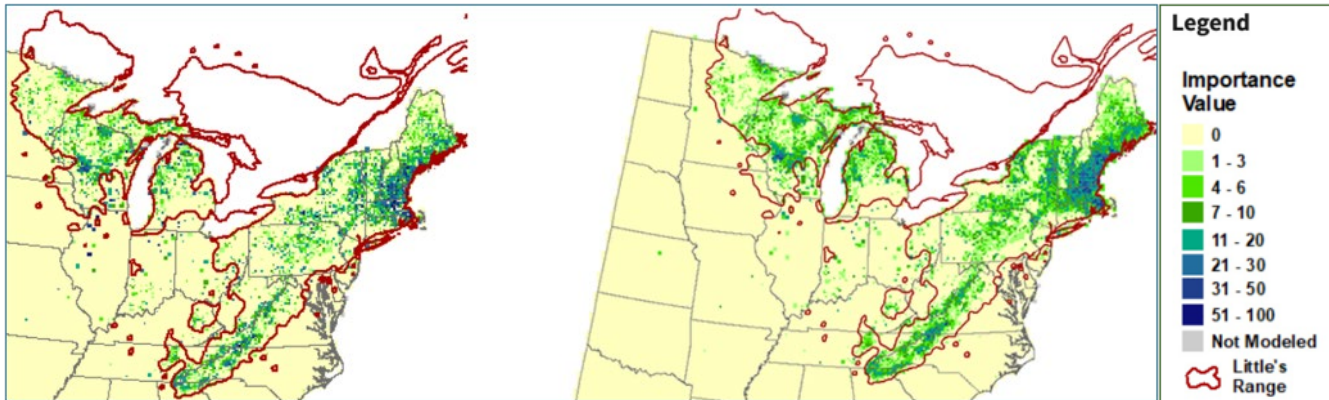 Legend
Importance
Value
0
1 - 3
4 - 6
7 - 10
11 - 20
21 - 30
31 - 50
51 - 100
Not Modeled
Little's
Range